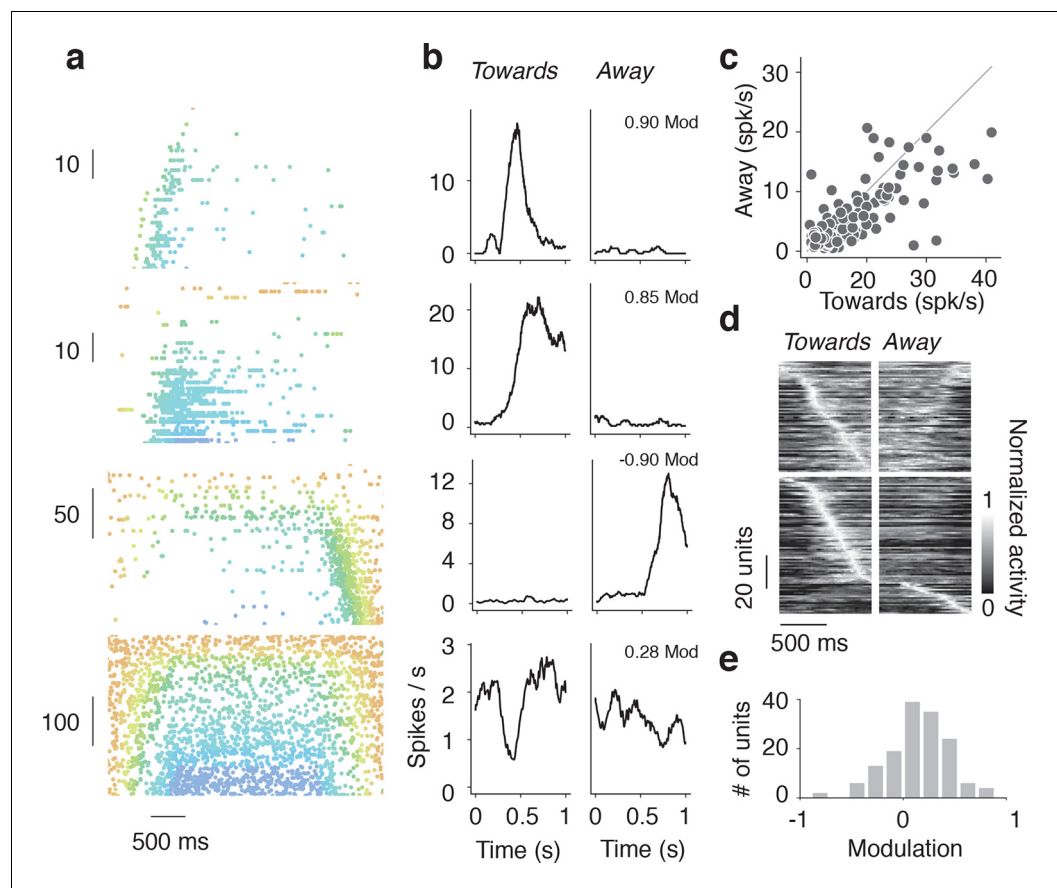 a
10
10
50
100
500 ms
b
Towards Away
0.90 Mod
10
0
0.85 Mod
20
10
0
-0.90 Mod
12
8
4
0
0.28 Mod
3
2
1
0
Spikes / s
0 0.5 1
0 0.5 1
Time (s) Time (s)
c
30
20
10
0
Away (spk/s)
0 10 20 30 40
Towards (spk/s)
d
Towards Away
20 units
500 ms
1
0
Normalized activity
e
40
20
0
# of units
-1 0 1
Modulation